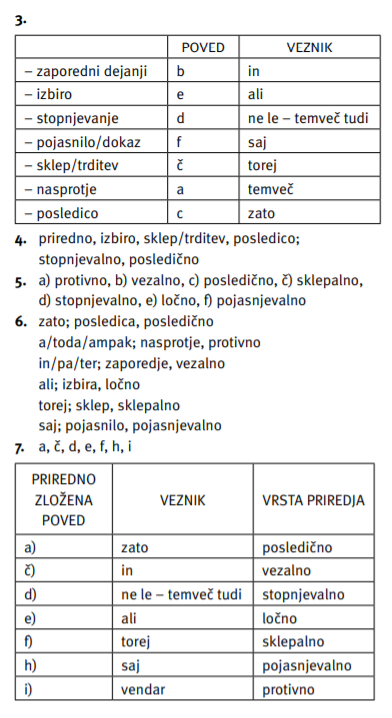 3.
POVED VEZNIK
– zaporedni dejanji b in
– izbiro e ali
– stopnjevanje d ne le – temveč tudi
– pojasnilo/dokaz f saj
– sklep/trditev č torej
– nasprotje a temveč
– posledico c zato
4. priredno, izbiro, sklep/trditev, posledico;
stopnjevalno, posledično
5. a) protivno, b) vezalno, c) posledično, č) sklepalno,
d) stopnjevalno, e) ločno, f) pojasnjevalno
6. zato; posledica, posledično
a/toda/ampak; nasprotje, protivno
in/pa/ter; zaporedje, vezalno
ali; izbira, ločno
torej; sklep, sklepalno
saj; pojasnilo, pojasnjevalno
7. a, č, d, e, f, h, i
PRIREDNO
ZLOŽENA
POVED
VEZNIK
VRSTA PRIREDJA
a) zato posledično
č) in vezalno
d) ne le – temveč tudi stopnjevalno
e) ali ločno
f) torej sklepalno
h) saj pojasnjevalno
i) vendar protivno